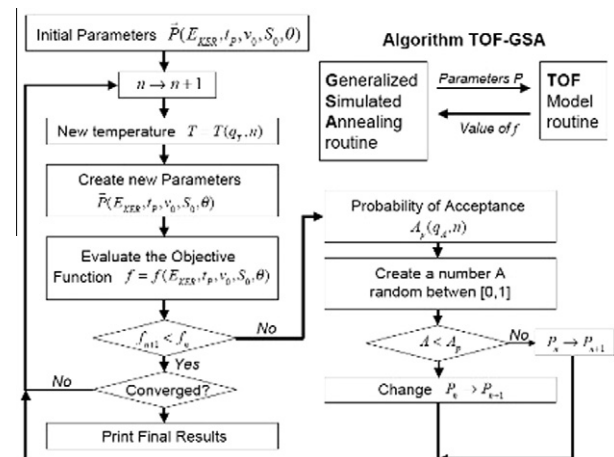 Initial Parameters P⃗(E_KER,t_P,v_0,S_0,0)
n → n+1
New temperature T = T(q_T,n)
Create new Parameters
P⃗(E_KER,t_P,v_0,S_0,θ)
Evaluate the Objective
Function f = f(E_KER,t_P,v_0,S_0,θ)
f_n+1 < f_n
No
Yes
No
Converged?
Print Final Results
Algorithm TOF-GSA
Generalized
Simulated
Annealing
routine
Parameters P
Value of f
TOF
Model
routine
Probability of Acceptance
A_p(q_A,n)
Create a number A
random betwen [0,1]
A < A_p
No
P_n → P_n+1
Change P_n → P_n+1